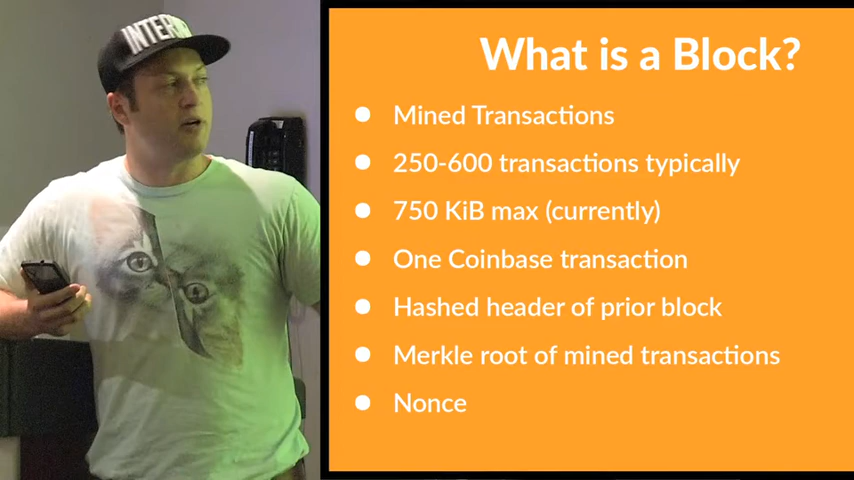 INTER
What is a Block?
Mined Transactions
250-600 transactions typically
750 KiB max (currently)
One Coinbase transaction
Hashed header of prior block
Merkle root of mined transactions
Nonce